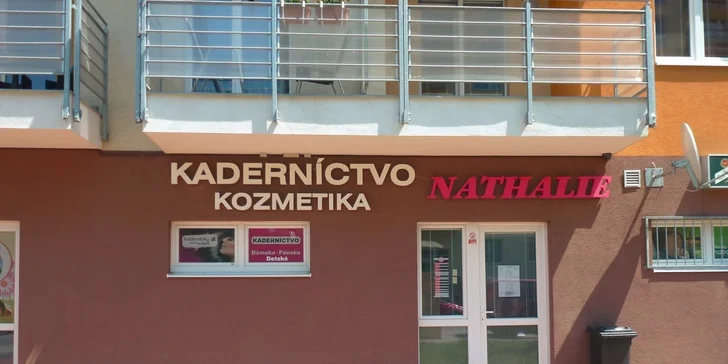 KADERNÍCTVO
KOZMETIKA
NATHALIE
KADERNÍCTVO
Dámske - Pánske
Detské